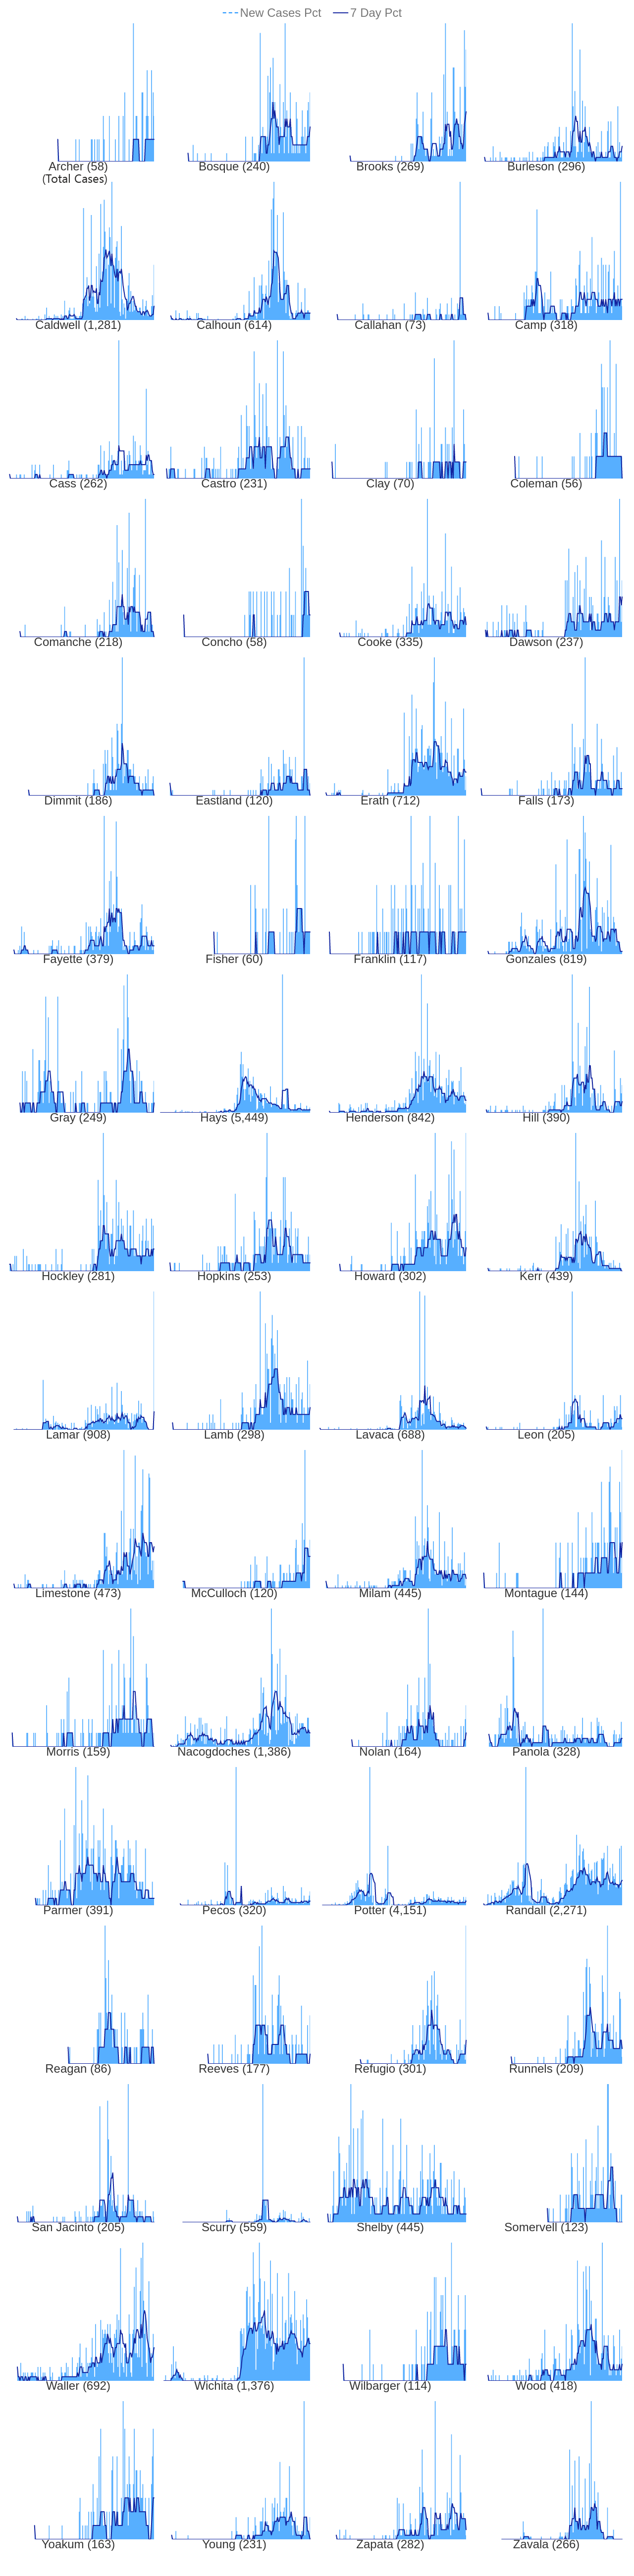 New Cases Pct 7 Day Pct
Archer (58) Bosque (240) Brooks (269) Burleson (296)
(Total Cases)
Caldwell (1,281) Calhoun (614) Callahan (73) Camp (318)
Cass (262) Castro (231) Clay (70) Coleman (56)
Comanche (218) Concho (58) Cooke (335) Dawson (237)
Dimmit (186) Eastland (120) Erath (712) Falls (173)
Fayette (379) Fisher (60) Franklin (117) Gonzales (819)
Gray (249) Hays (5,449) Henderson (842) Hill (390)
Hockley (281) Hopkins (253) Howard (302) Kerr (439)
Lamar (908) Lamb (298) Lavaca (688) Leon (205)
Limestone (473) McCulloch (120) Milam (445) Montague (144)
Morris (159) Nacogdoches (1,386) Nolan (164) Panola (328)
Parmer (391) Pecos (320) Potter (4,151) Randall (2,271)
Reagan (86) Reeves (177) Refugio (301) Runnels (209)
San Jacinto (205) Scurry (559) Shelby (445) Somervell (123)
Waller (692) Wichita (1,376) Wilbarger (114) Wood (418)
Yoakum (163) Young (231) Zapata (282) Zavala (266)